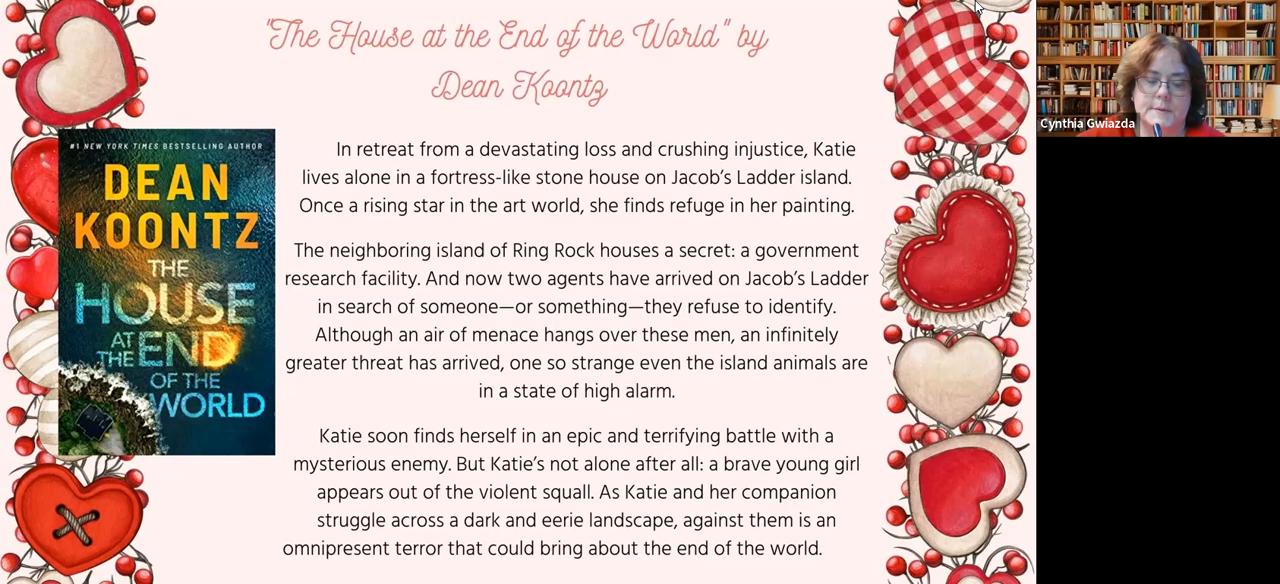 "The House at the End of the World" by
Dean Koontz
#1 NEW YORK TIMES BESTSELLING AUTHOR
DEAN
KOONTZ
THE
HOUSE
AT
THE END
OF THE
WORLD
In retreat from a devastating loss and crushing injustice, Katie
lives alone in a fortress-like stone house on Jacob's Ladder island.
Once a rising star in the art world, she finds refuge in her painting.
The neighboring island of Ring Rock houses a secret: a government
research facility. And now two agents have arrived on Jacob's Ladder
in search of someone—or something—they refuse to identify.
Although an air of menace hangs over these men, an infinitely
greater threat has arrived, one so strange even the island animals are
in a state of high alarm.
Katie soon finds herself in an epic and terrifying battle with a
mysterious enemy. But Katie's not alone after all: a brave young girl
appears out of the violent squall. As Katie and her companion
struggle across a dark and eerie landscape, against them is an
omnipresent terror that could bring about the end of the world.
Cynthia Gwiazda